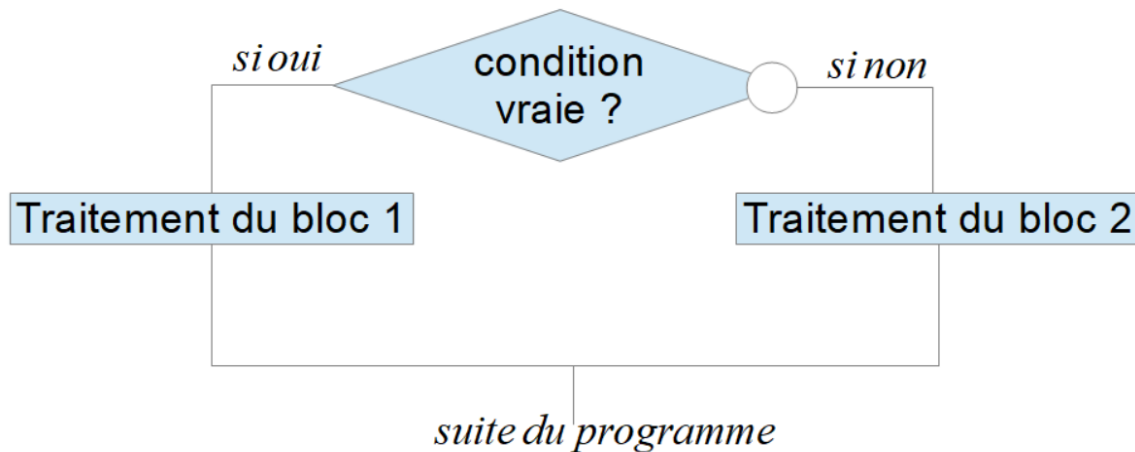 si oui
condition
vraie ?
si non
Traitement du bloc 1
Traitement du bloc 2
suite du programme